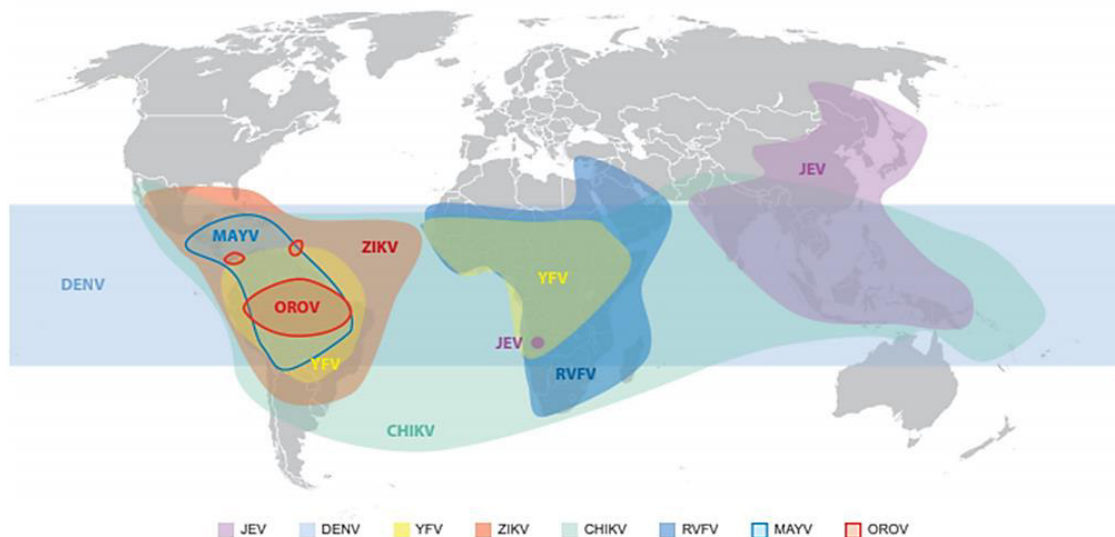 JEV
MAYV
ZIKV
DENV
YFV
OROV
JEV
YFV
RVFV
CHIKV
JEV DENV YFV ZIKV CHIKV RVFV MAYV OROV